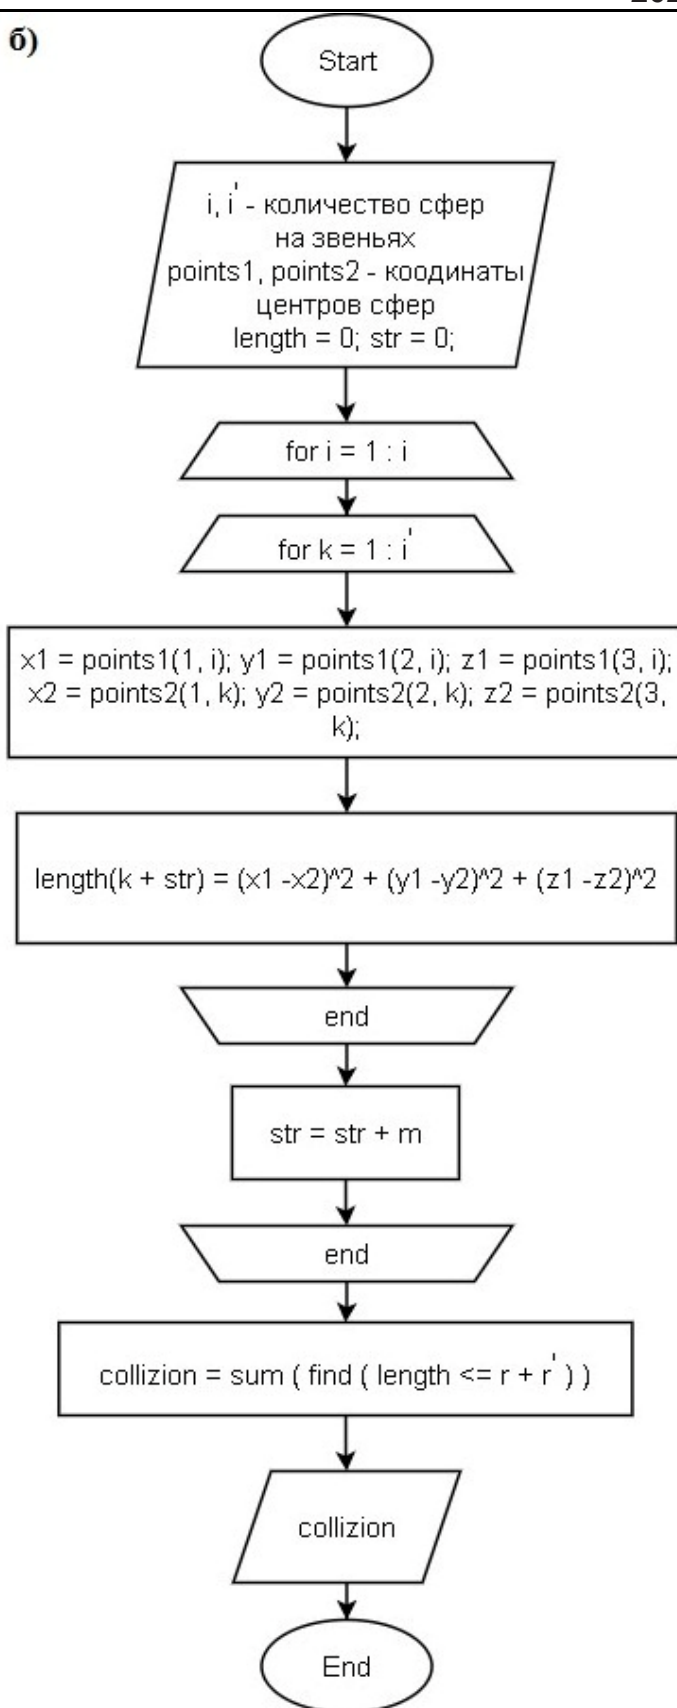 б)
Start
i, i' - количество сфер
на звеньях
points1, points2 - коодинаты
центров сфер
length = 0; str = 0;
for i = 1 : i
for k = 1 : i'
x1 = points1(1, i); y1 = points1(2, i); z1 = points1(3, i);
x2 = points2(1, k); y2 = points2(2, k); z2 = points2(3,
k);
length(k + str) = (x1 -x2)^2 + (y1 -y2)^2 + (z1 -z2)^2
end
str = str + m
end
collizion = sum ( find ( length <= r + r' ) )
collizion
End